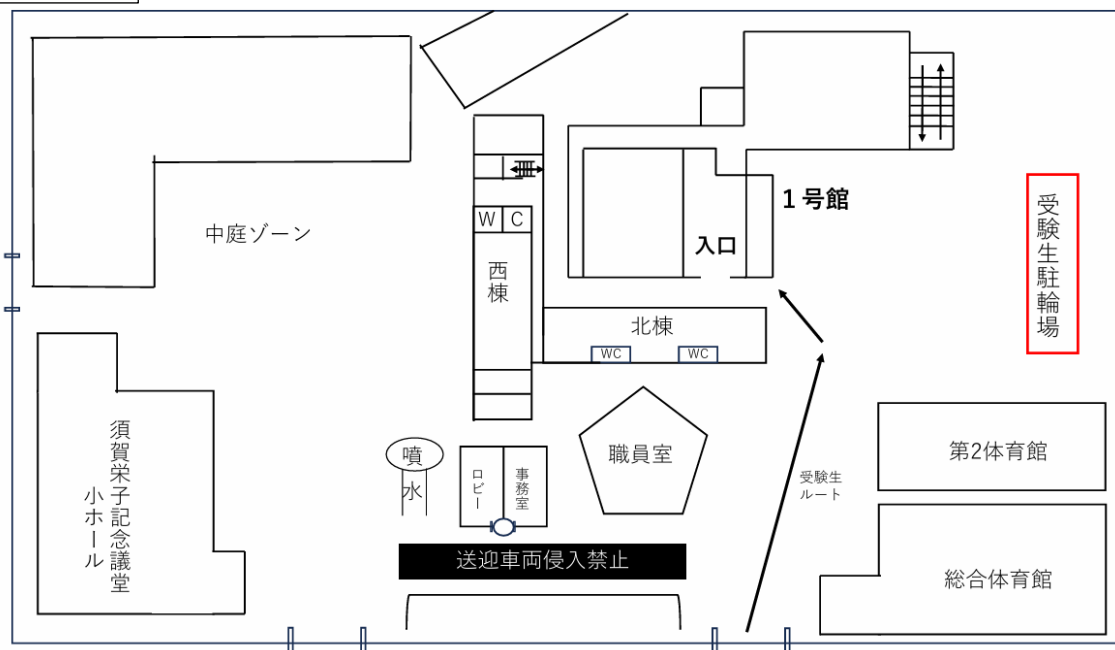 1号館
受験生駐輪場
中庭ゾーン
W C
入口
西棟
北棟
WC
WC
須賀栄子記念議堂
小ホール
噴水
ロビー
事務室
職員室
受験生
ルート
第2体育館
送迎車両侵入禁止
総合体育館